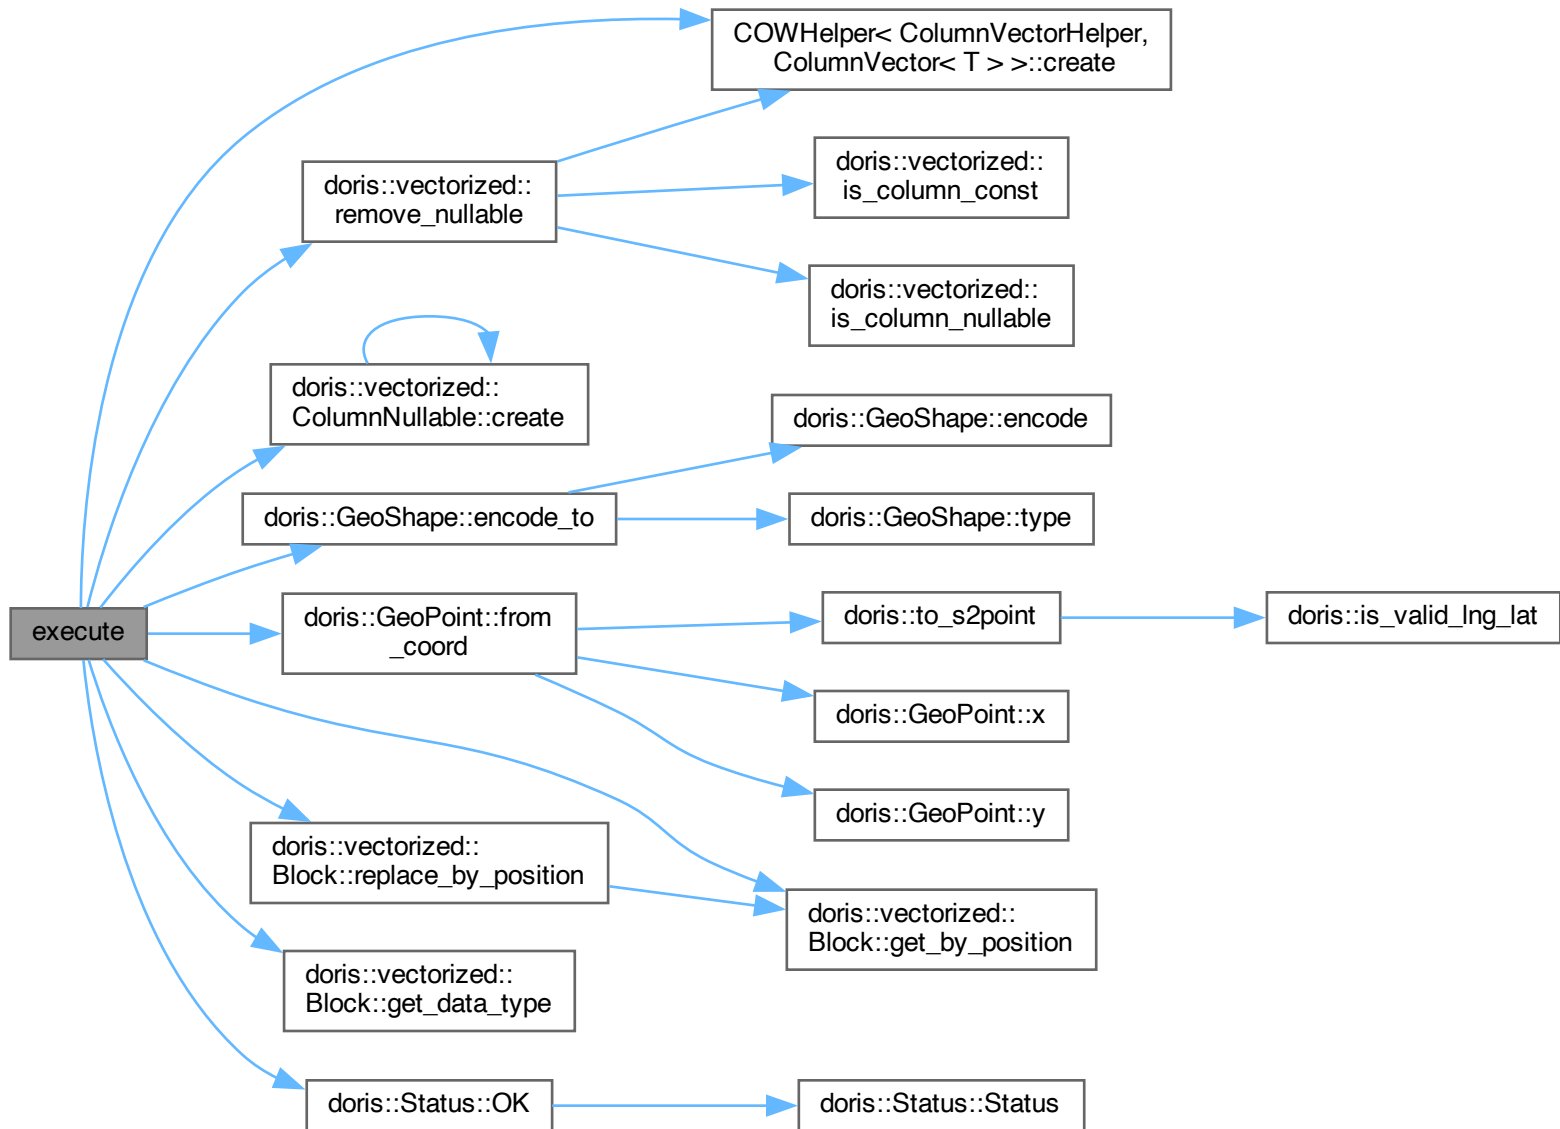 COWHelper< ColumnVectorHelper,
ColumnVector< T > >::create
doris::vectorized::
remove_nullable
doris::vectorized::
is_column_const
doris::vectorized::
is_column_nullable
doris::vectorized::
ColumnNullable::create
doris::GeoShape::encode
doris::GeoShape::encode_to
doris::GeoShape::type
execute
doris::GeoPoint::from
_coord
doris::to_s2point
doris::is_valid_lng_lat
doris::GeoPoint::x
doris::GeoPoint::y
doris::vectorized::
Block::replace_by_position
doris::vectorized::
Block::get_by_position
doris::vectorized::
Block::get_data_type
doris::Status::OK
doris::Status::Status